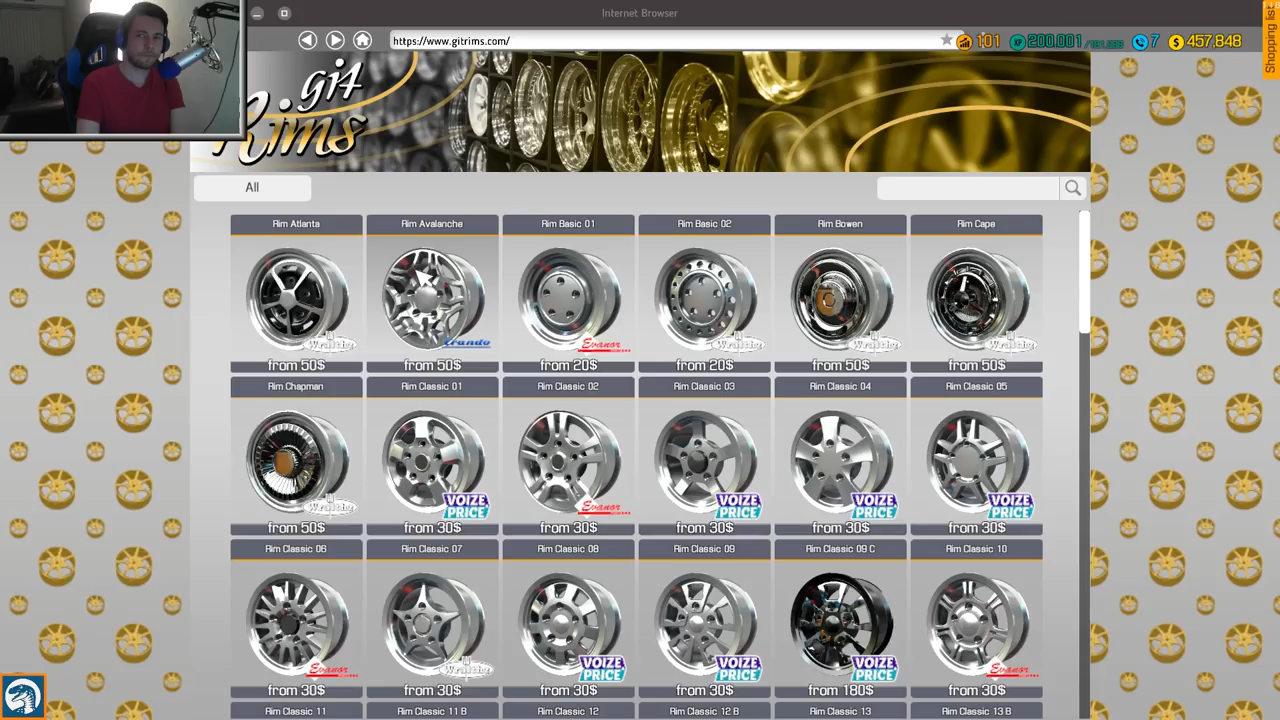 Internet Browser
https://www.gitrims.com/
101
XP 200.001
7
$ 457,848
Shopping list
git
Rims
All
Rim Atlanta
Rim Avalanche
Rim Basic 01
Rim Basic 02
Rim Bowen
Rim Cape
Evanor
from 50$
from 50$
from 20$
from 20$
from 50$
from 50$
Rim Chapman
Rim Classic 01
Rim Classic 02
Rim Classic 03
Rim Classic 04
Rim Classic 05
VOIZE PRICE
Evanor
VOIZE PRICE
VOIZE PRICE
VOIZE PRICE
from 50$
from 30$
from 30$
from 30$
from 30$
from 30$
Rim Classic 06
Rim Classic 07
Rim Classic 08
Rim Classic 09
Rim Classic 09 C
Rim Classic 10
Evanor
VOIZE PRICE
VOIZE PRICE
VOIZE PRICE
Evanor
from 30$
from 30$
from 30$
from 30$
from 180$
from 30$
Rim Classic 11
Rim Classic 11 B
Rim Classic 12
Rim Classic 12 B
Rim Classic 13
Rim Classic 13 B